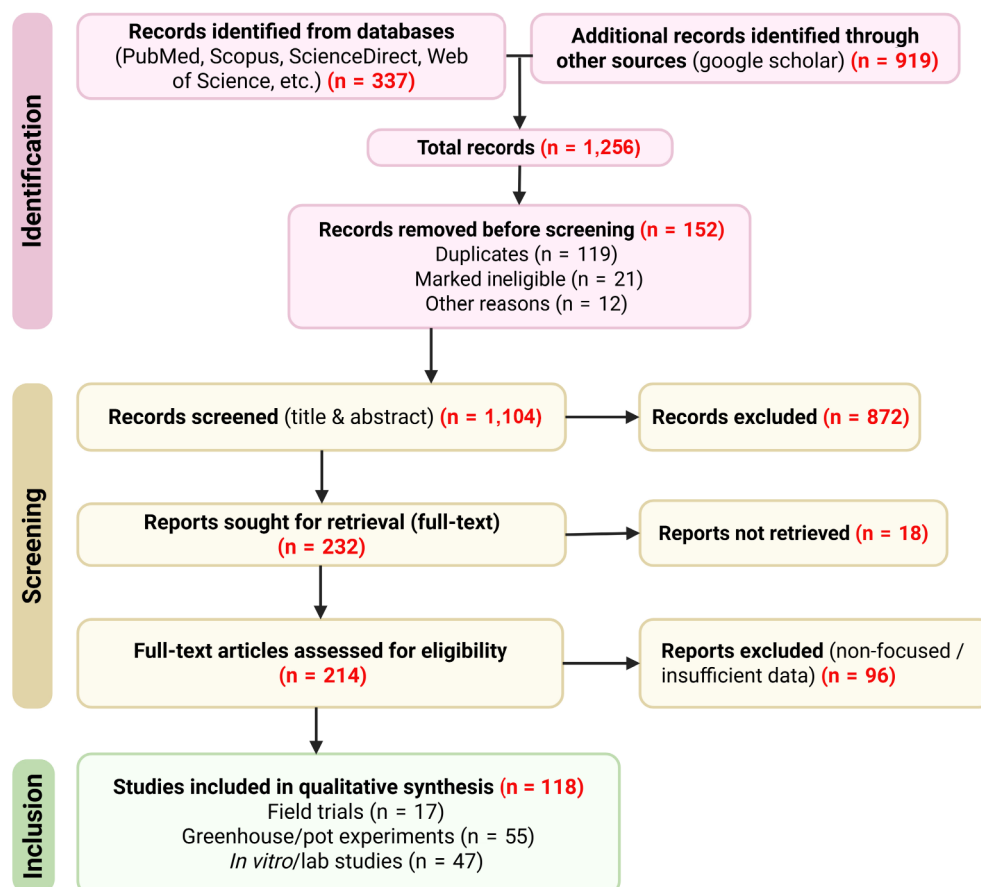 Identification
Records identified from databases
(PubMed, Scopus, ScienceDirect, Web
of Science, etc.) (n = 337)
Additional records identified through
other sources (google scholar) (n = 919)
Total records (n = 1,256)
Records removed before screening (n = 152)
Duplicates (n = 119)
Marked ineligible (n = 21)
Other reasons (n = 12)
Screening
Records screened (title & abstract) (n = 1,104)
Records excluded (n = 872)
Reports sought for retrieval (full-text)
(n = 232)
Reports not retrieved (n = 18)
Full-text articles assessed for eligibility
(n = 214)
Reports excluded (non-focused /
insufficient data) (n = 96)
Inclusion
Studies included in qualitative synthesis (n = 118)
Field trials (n = 17)
Greenhouse/pot experiments (n = 55)
In vitro/lab studies (n = 47)